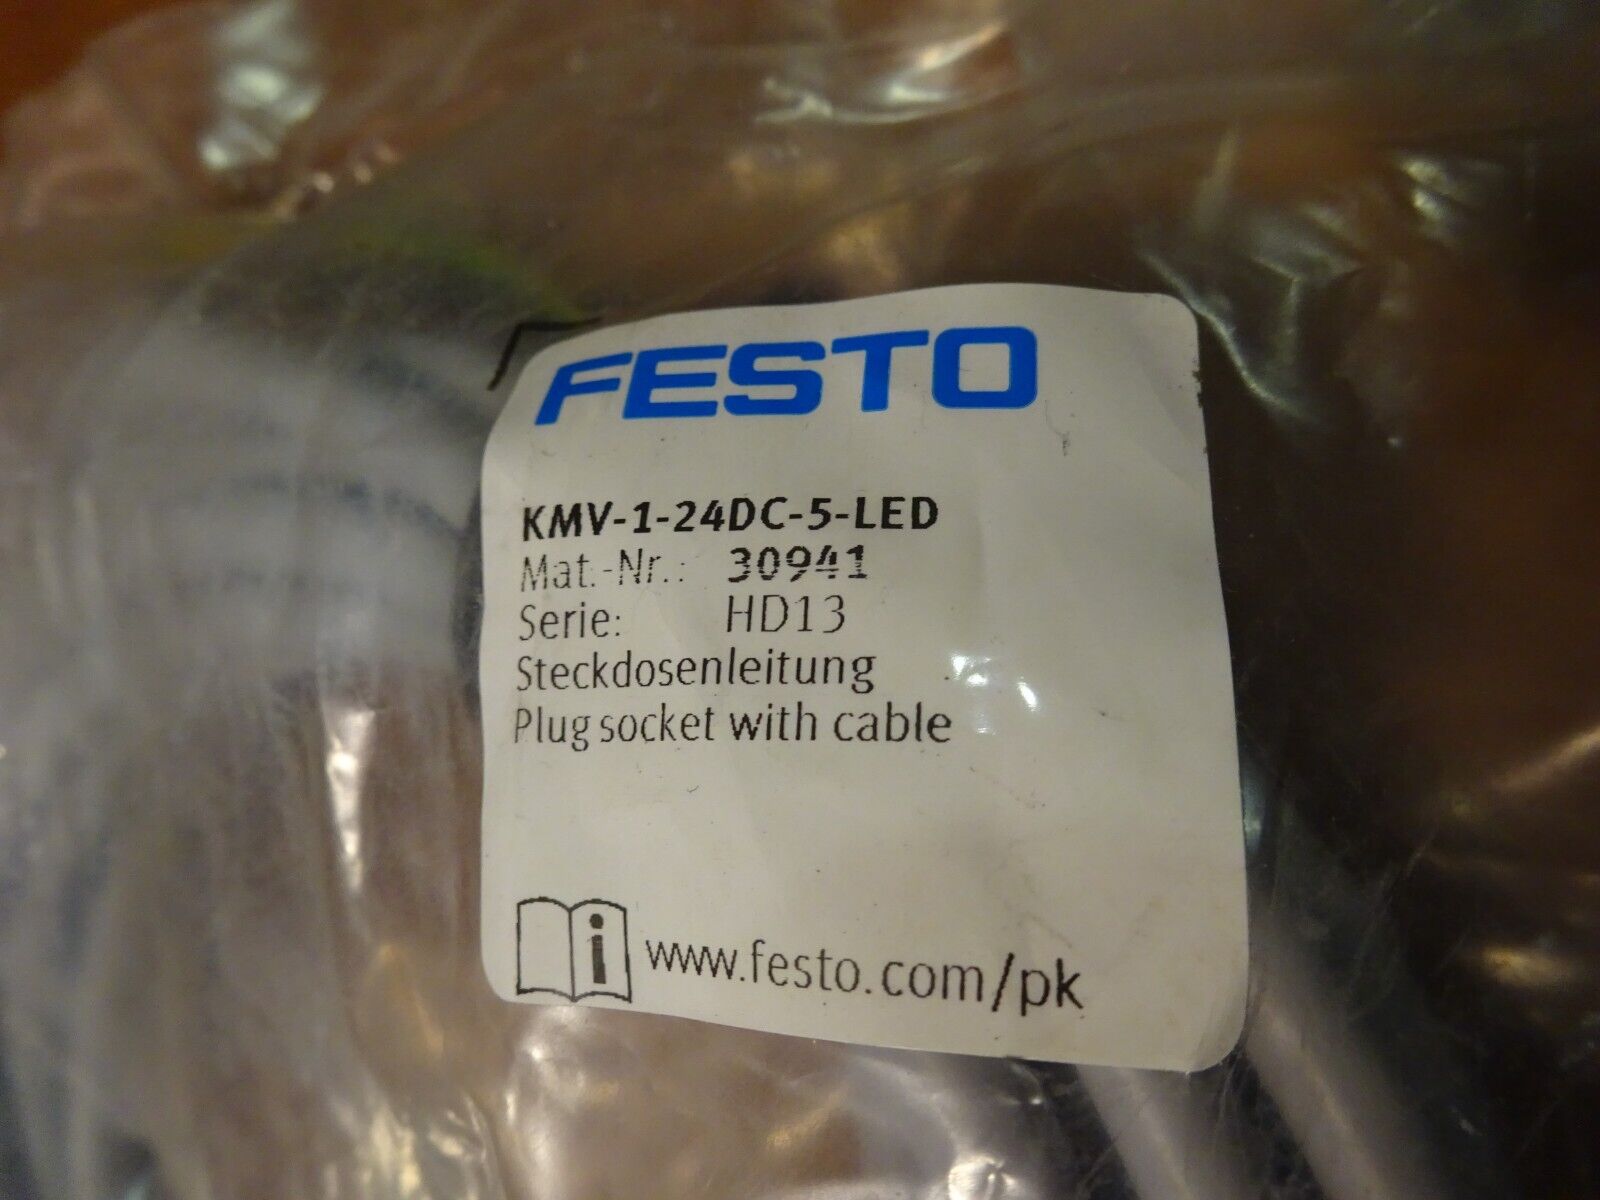 FESTO
KMV-1-24DC-5-LED
Mat.-Nr.: 30941
Serie: HD13
Steckdosenleitung
Plug socket with cable
i www.festo.com/pk